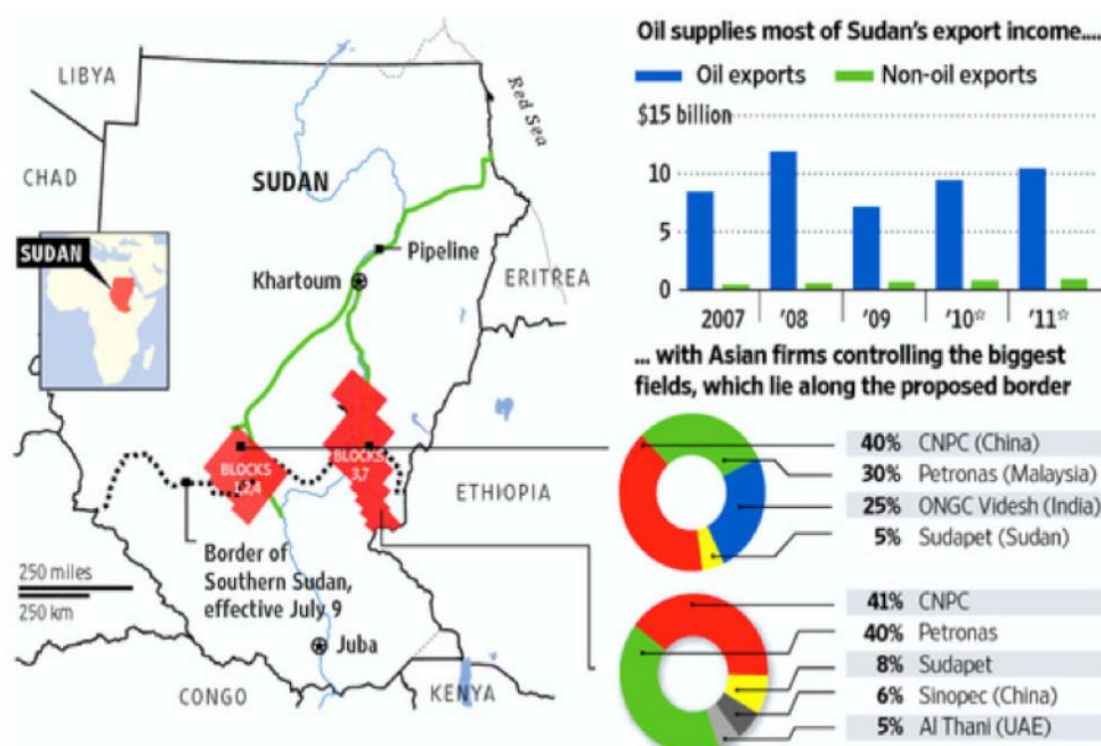 LIBYA
CHAD
SUDAN
SUDAN
Red Sea
Pipeline
Khartoum
ERITREA
BLOCKS
1,2,4
BLOCKS
3,7
ETHIOPIA
Border of
Southern Sudan,
effective July 9
250 miles
250 km
Juba
CONGO
KENYA
Oil supplies most of Sudan's export income....
Oil exports
Non-oil exports
$15 billion
10
5
0
2007
'08
'09
'10☆
'11☆
... with Asian firms controlling the biggest
fields, which lie along the proposed border
40% CNPC (China)
30% Petronas (Malaysia)
25% ONGC Videsh (India)
5% Sudapet (Sudan)
41% CNPC
40% Petronas
8% Sudapet
6% Sinopec (China)
5% Al Thani (UAE)